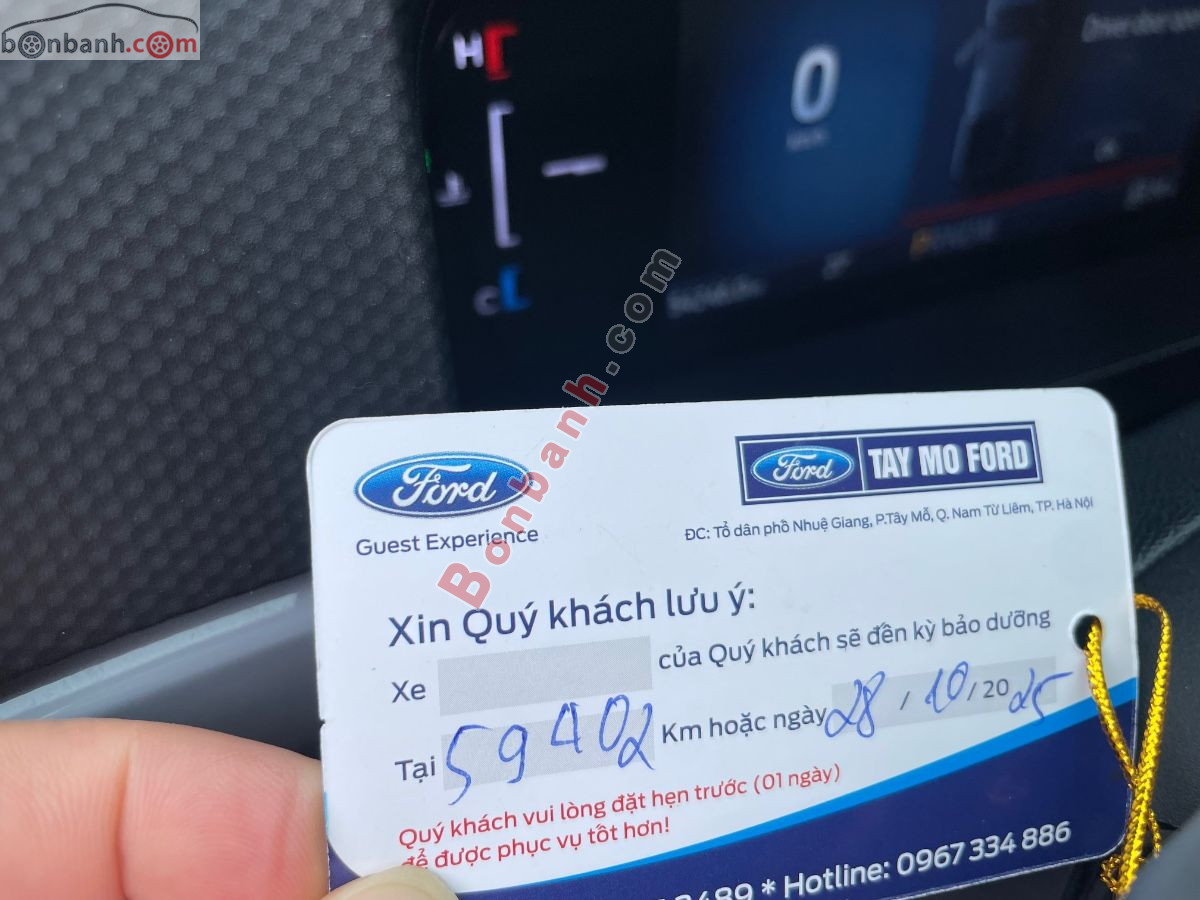 bonbanh.com
H
0
km/h
C
Bonbanh.com
Ford
Guest Experience
Ford TAY MO FORD
ĐC: Tổ dân phố Nhuệ Giang, P.Tây Mỗ, Q. Nam Từ Liêm, TP. Hà Nội
Xin Quý khách lưu ý:
Xe của Quý khách sẽ đến kỳ bảo dưỡng
Tại 59402 Km hoặc ngày 28/10/2025
Quý khách vui lòng đặt hẹn trước (01 ngày)
để được phục vụ tốt hơn!
489 * Hotline: 0967 334 886